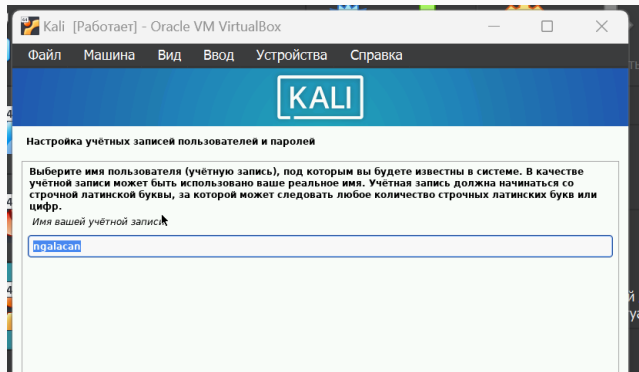 Kali [Работает] - Oracle VM VirtualBox
Файл Машина Вид Ввод Устройства Справка
KALI
Настройка учётных записей пользователей и паролей
Выберите имя пользователя (учётную запись), под которым вы будете известны в системе. В качестве
учётной записи может быть использовано ваше реальное имя. Учётная запись должна начинаться со
строчной латинской буквы, за которой может следовать любое количество строчных латинских букв или
цифр.
Имя вашей учётной записи
ngalacan